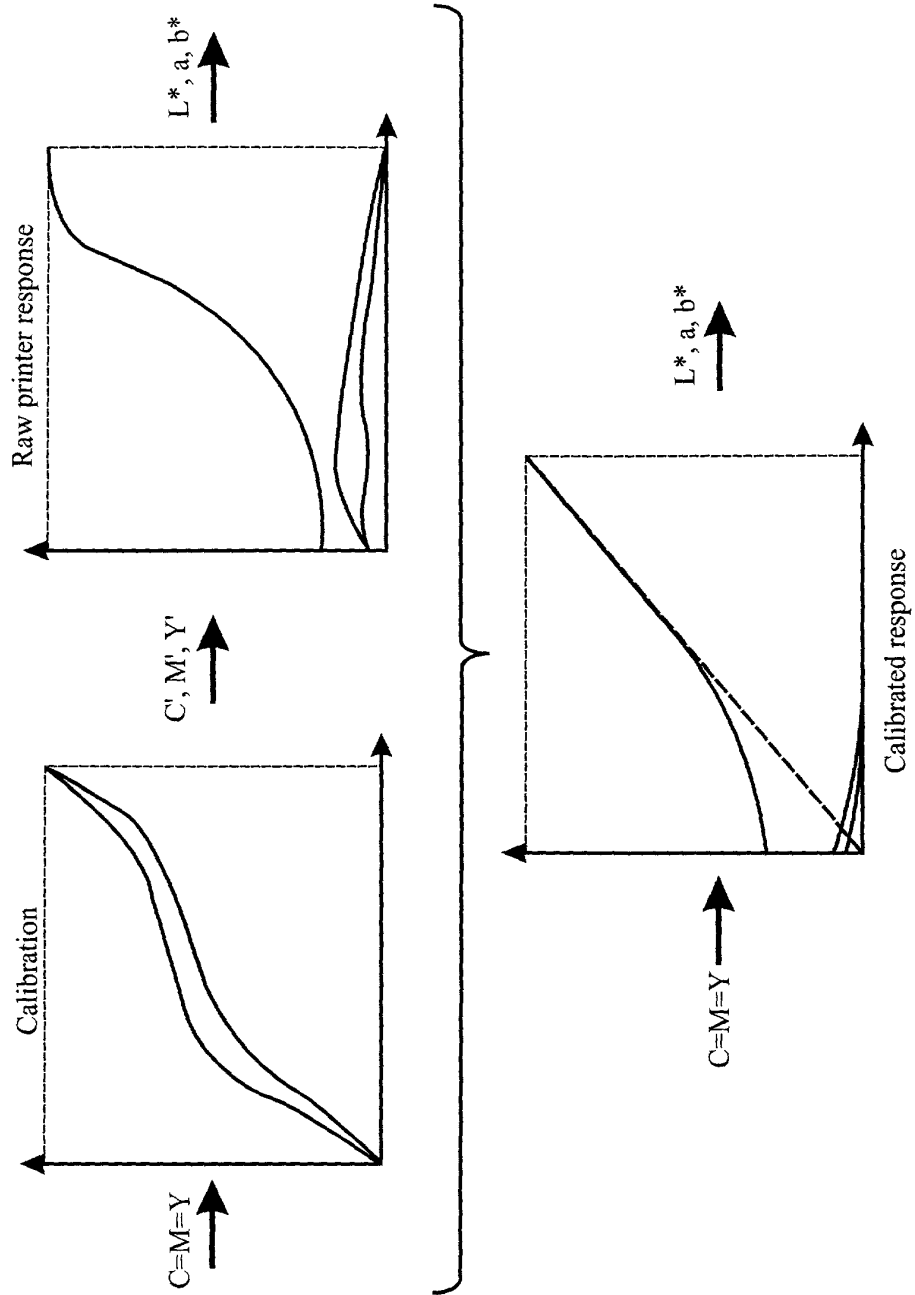 Calibration
Raw printer response
C=M=Y
C', M', Y'
L*, a, b*
C=M=Y
L*, a, b*
Calibrated response